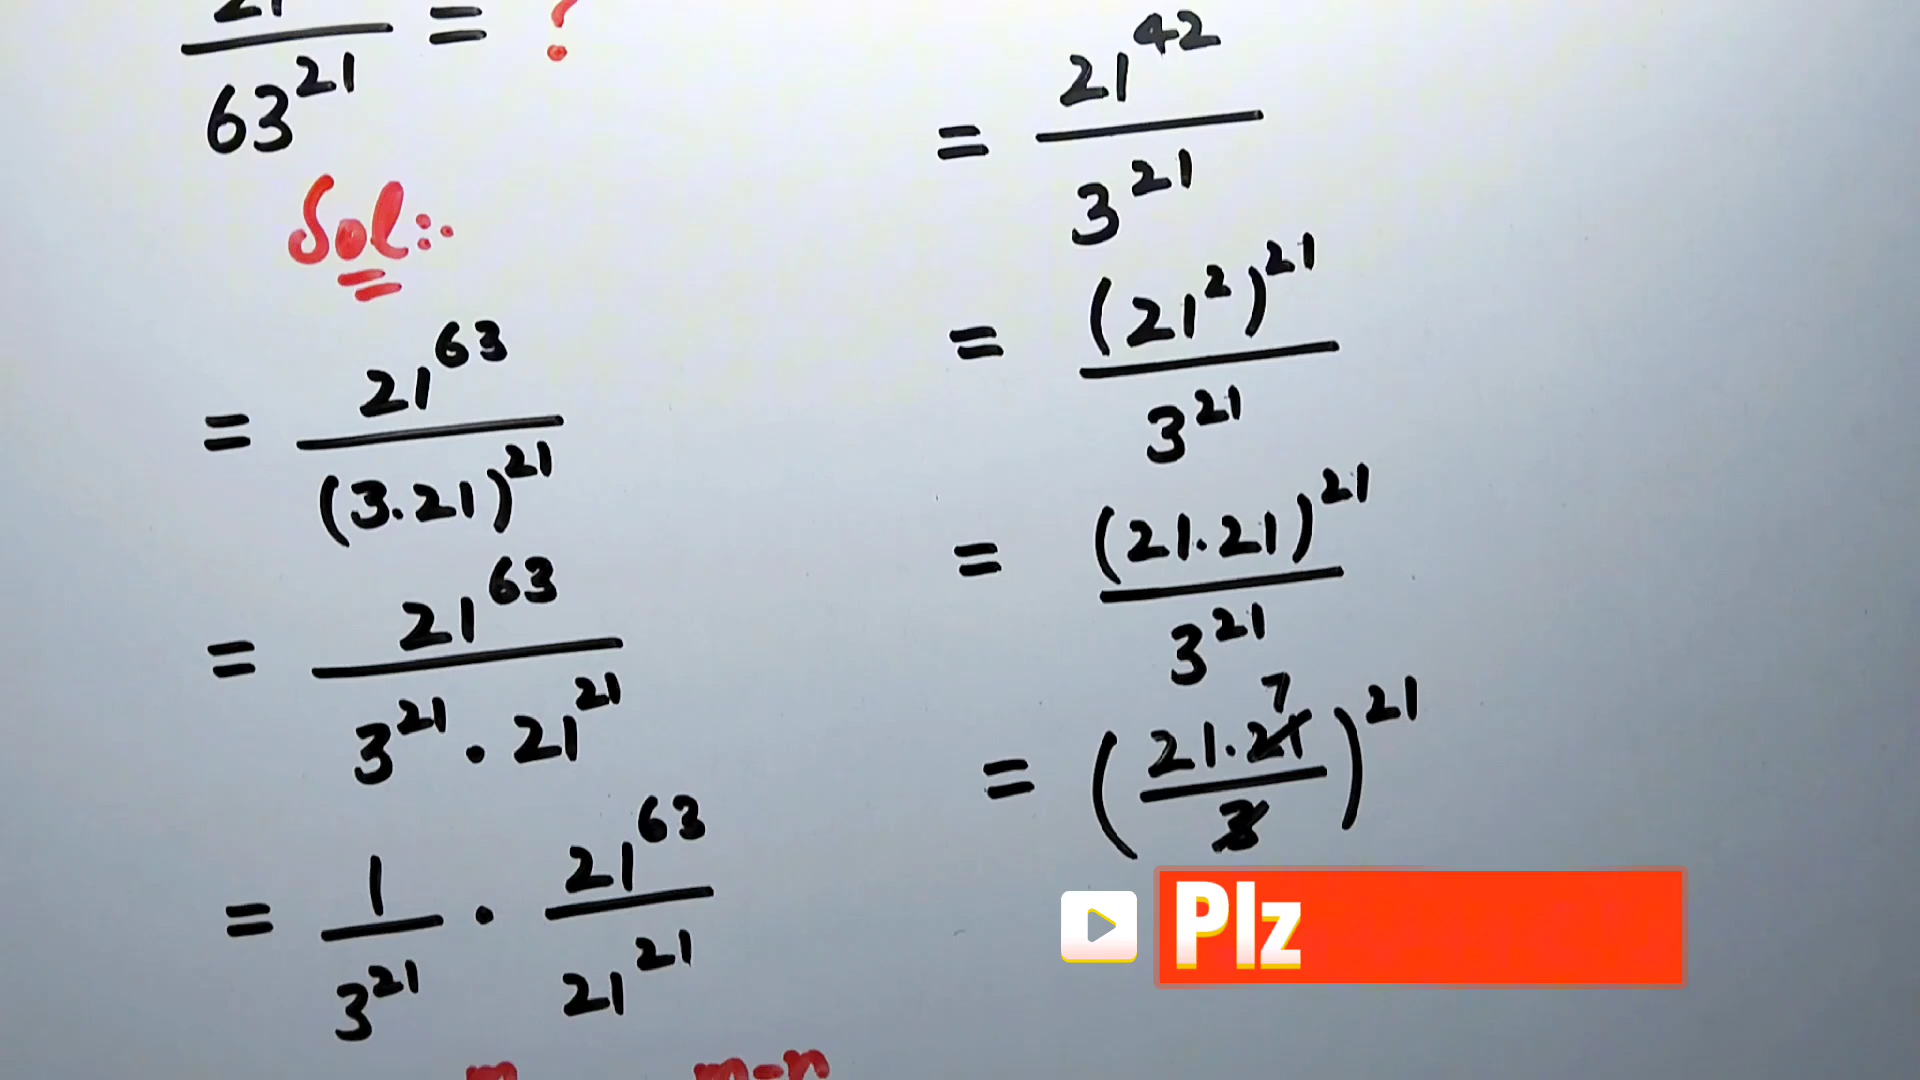 21
63^21 = ?
Sol:-
= 21^63 / (3.21)^21
= 21^63 / 3^21 . 21^21
= 1 / 3^21 . 21^63 / 21^21
m m-n
= 21^42 / 3^21
= (21^2)^21 / 3^21
= (21.21)^21 / 3^21
= (21.21 7 / 3)^21
Plz